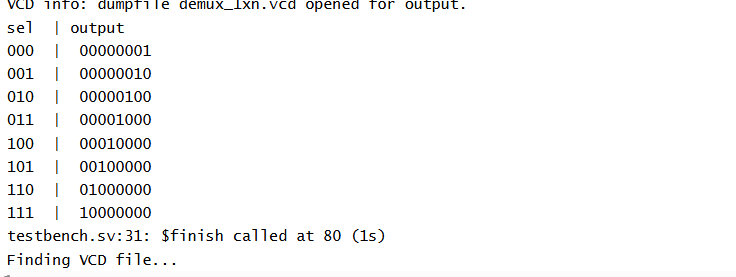 VCD info: dumpfile demux_1xn.vcd opened for output.
sel  | output
000  |  00000001
001  |  00000010
010  |  00000100
011  |  00001000
100  |  00010000
101  |  00100000
110  |  01000000
111  |  10000000
testbench.sv:31: $finish called at 80 (1s)
Finding VCD file...